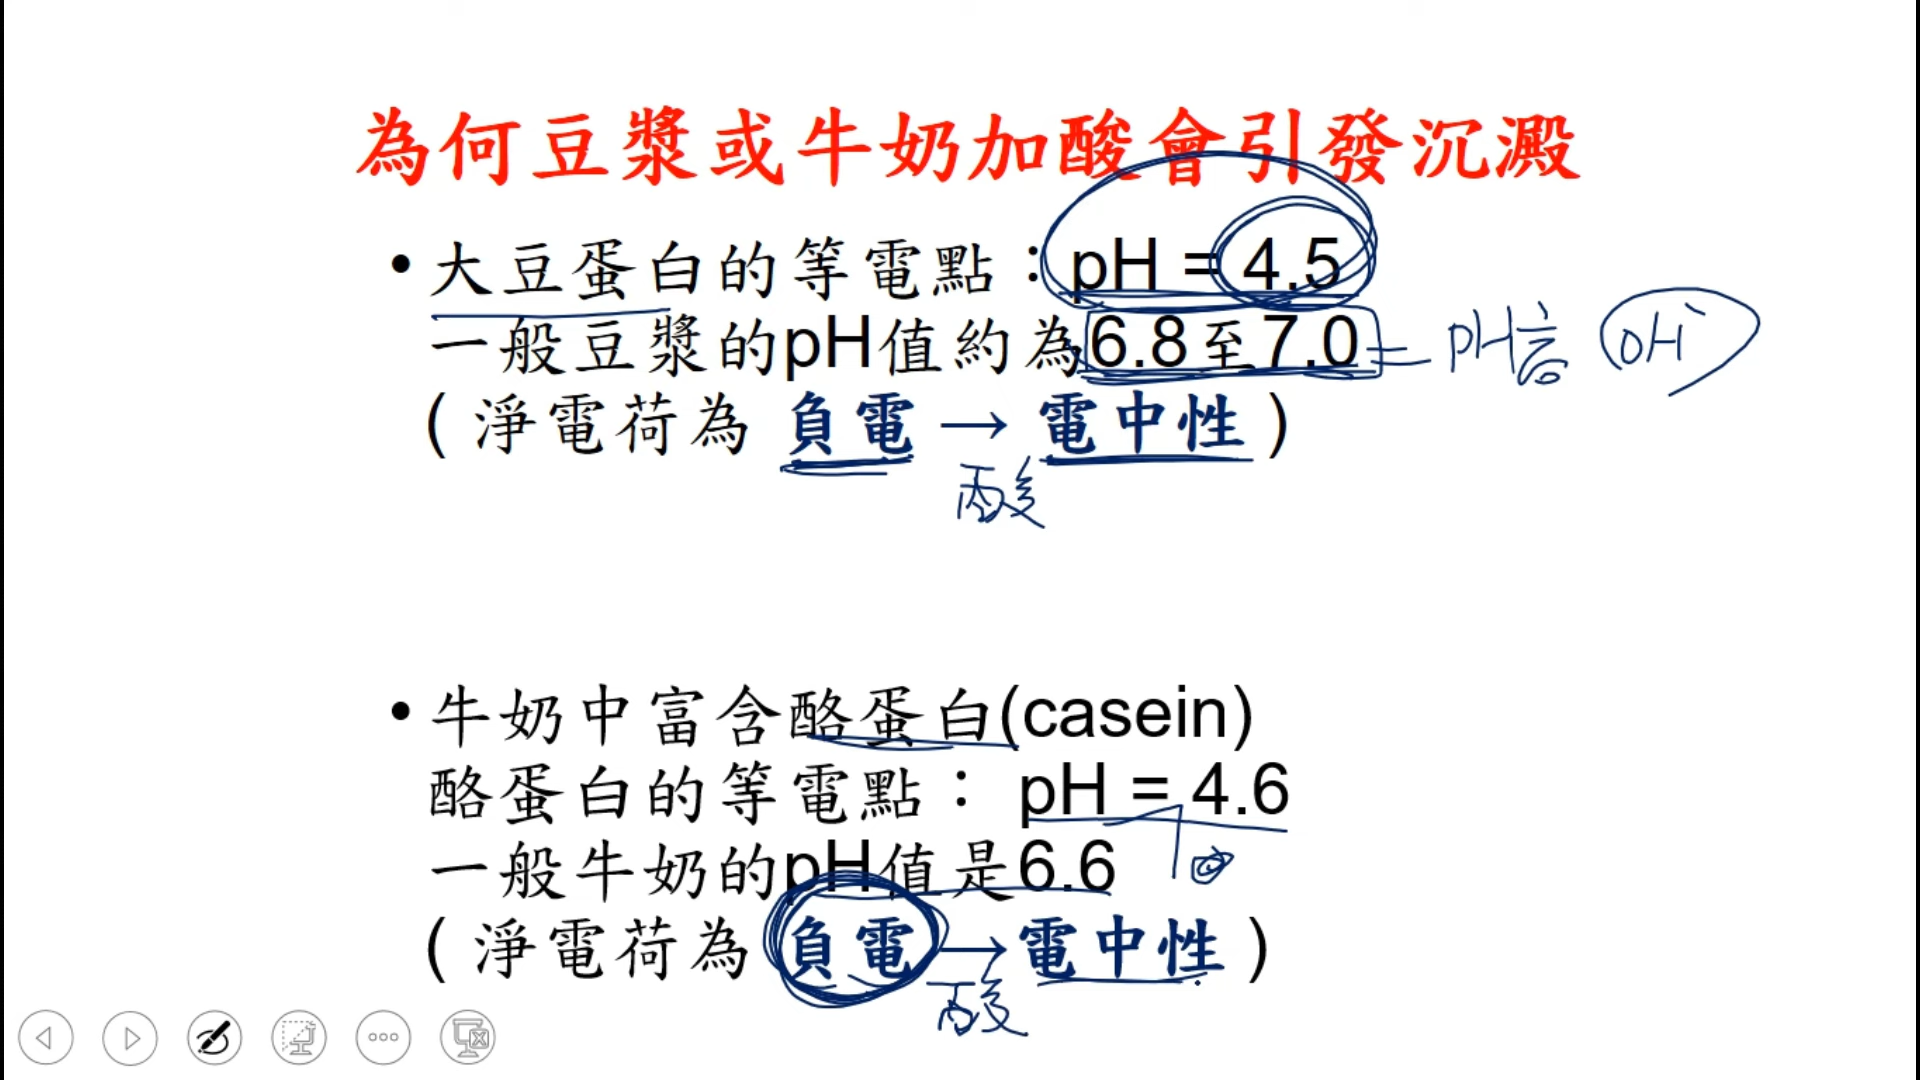 為何豆漿或牛奶加酸會引發沉澱
•大豆蛋白的等電點：pH = 4.5
一般豆漿的pH值約為6.8至7.0 = pH高 OH⁻
( 淨電荷為 負電 → 電中性 )
酸
•牛奶中富含酪蛋白(casein)
酪蛋白的等電點： pH = 4.6
一般牛奶的pH值是6.6
( 淨電荷為 負電 → 電中性 )
酸